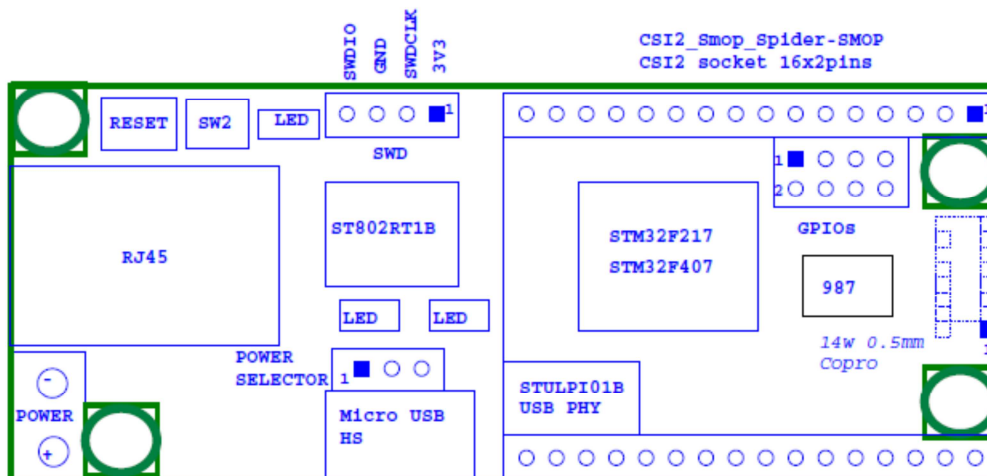 SWDIO
GND
SWDCLK
3V3
CSI2_Smop_Spider-SMOP
CSI2 socket 16x2pins
RESET
SW2
LED
1
SWD
1
2
GPIOs
RJ45
ST802RT1B
STM32F217
STM32F407
987
LED
LED
14w 0.5mm
Copro
POWER
SELECTOR
1
-
POWER
+
Micro USB
HS
STULPI01B
USB PHY